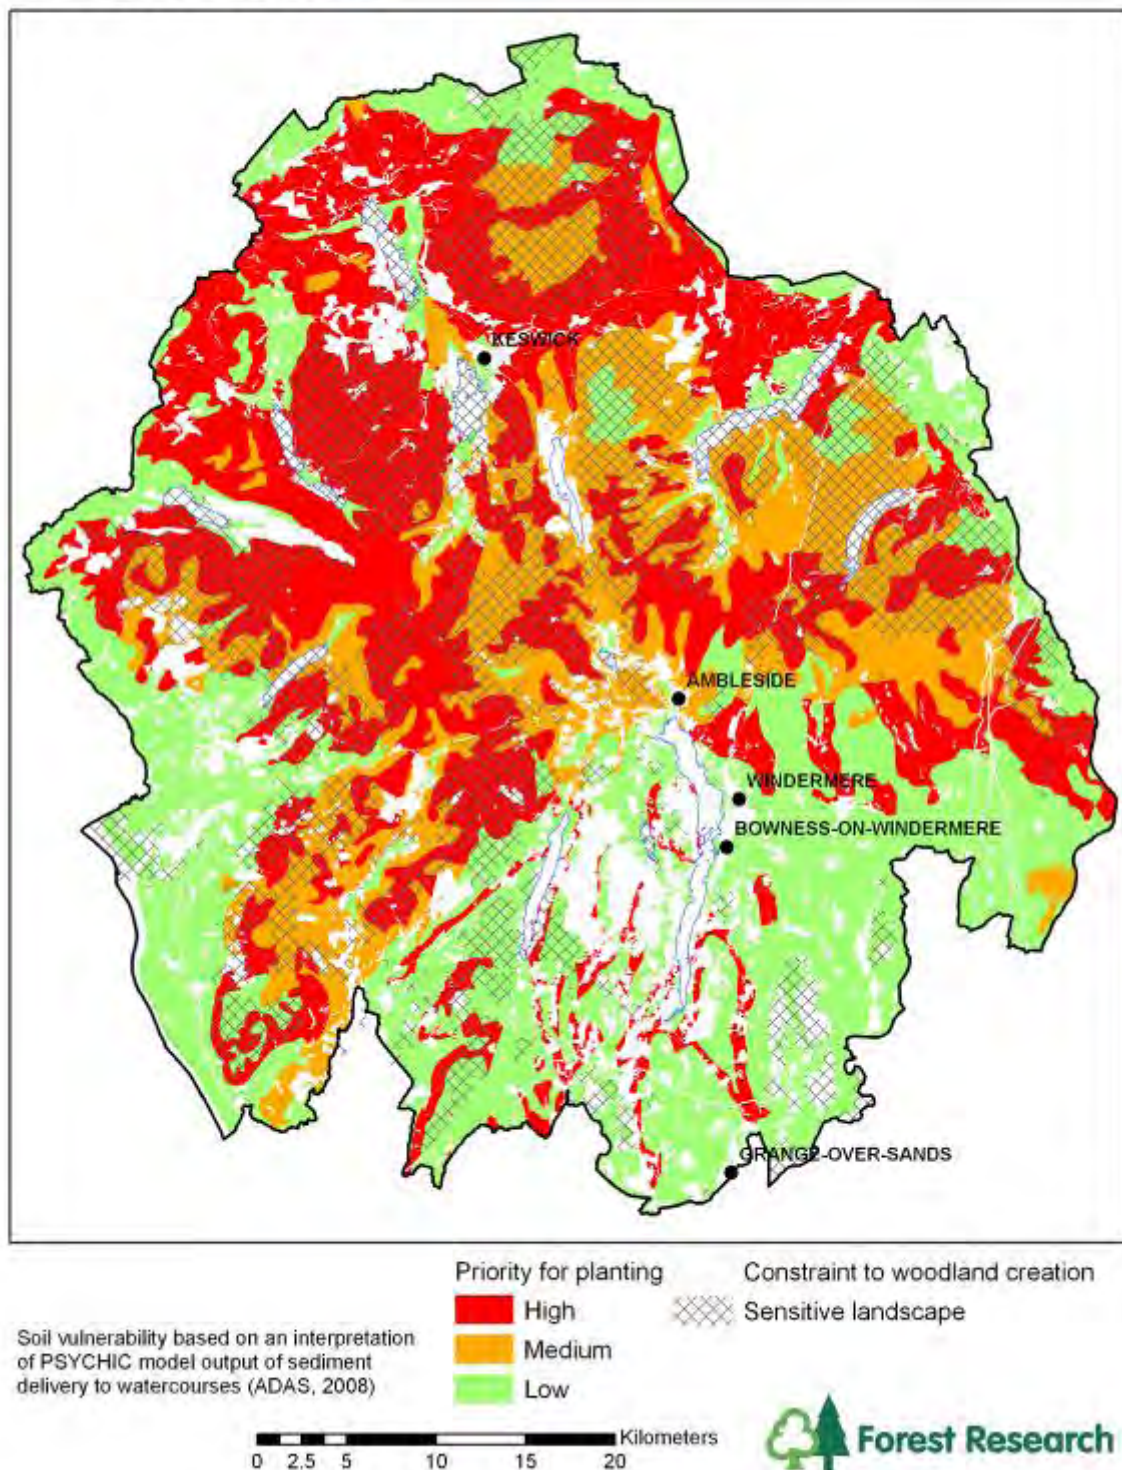 KESWICK
AMBLESIDE
WINDERMERE
BOWNESS-ON-WINDERMERE
GRANGE-OVER-SANDS
Priority for planting
High
Medium
Low
Constraint to woodland creation
Sensitive landscape
Soil vulnerability based on an interpretation
of PSYCHIC model output of sediment
delivery to watercourses (ADAS, 2008)
Kilometers
0 2.5 5 10 15 20
Forest Research